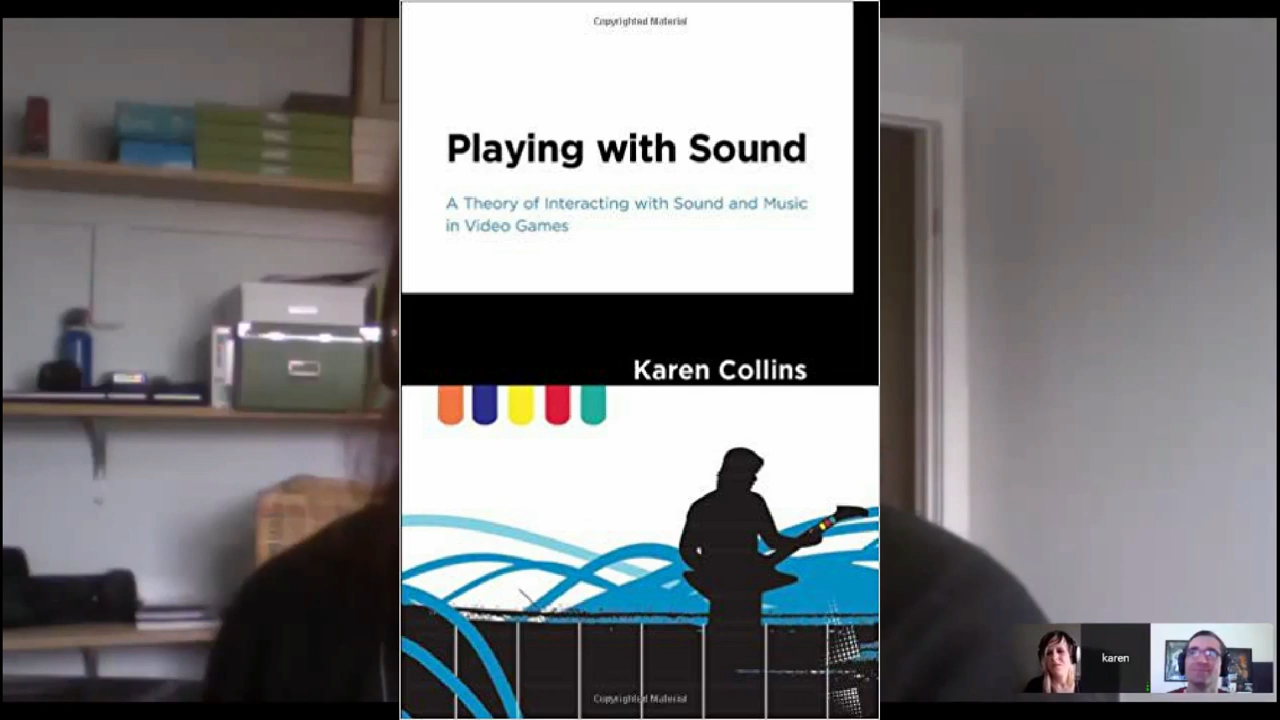 Copyrighted Material
Playing with Sound
A Theory of Interacting with Sound and Music
in Video Games
Karen Collins
Copyrighted Material
karen